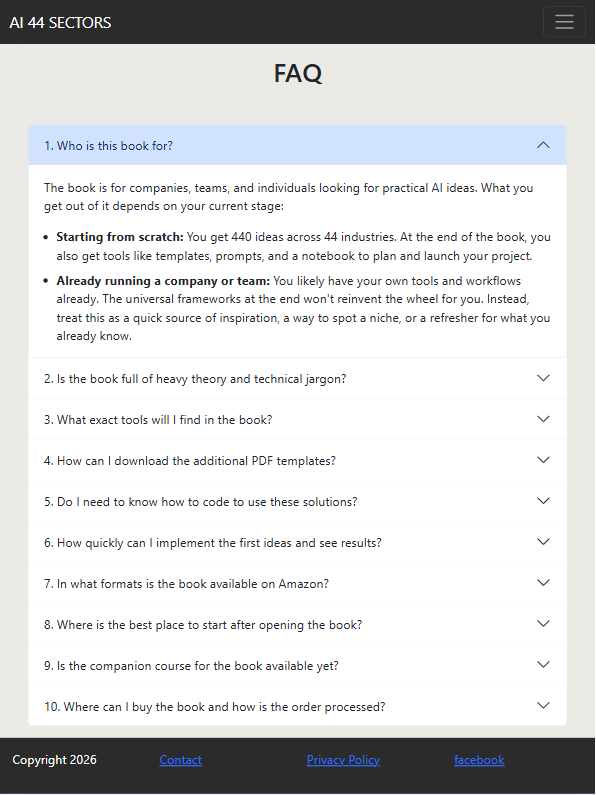 AI 44 SECTORS
FAQ
1. Who is this book for?
The book is for companies, teams, and individuals looking for practical AI ideas. What you
get out of it depends on your current stage:
• Starting from scratch: You get 440 ideas across 44 industries. At the end of the book, you
also get tools like templates, prompts, and a notebook to plan and launch your project.
• Already running a company or team: You likely have your own tools and workflows
already. The universal frameworks at the end won't reinvent the wheel for you. Instead,
treat this as a quick source of inspiration, a way to spot a niche, or a refresher for what you
already know.
2. Is the book full of heavy theory and technical jargon?
3. What exact tools will I find in the book?
4. How can I download the additional PDF templates?
5. Do I need to know how to code to use these solutions?
6. How quickly can I implement the first ideas and see results?
7. In what formats is the book available on Amazon?
8. Where is the best place to start after opening the book?
9. Is the companion course for the book available yet?
10. Where can I buy the book and how is the order processed?
Copyright 2026 Contact Privacy Policy facebook